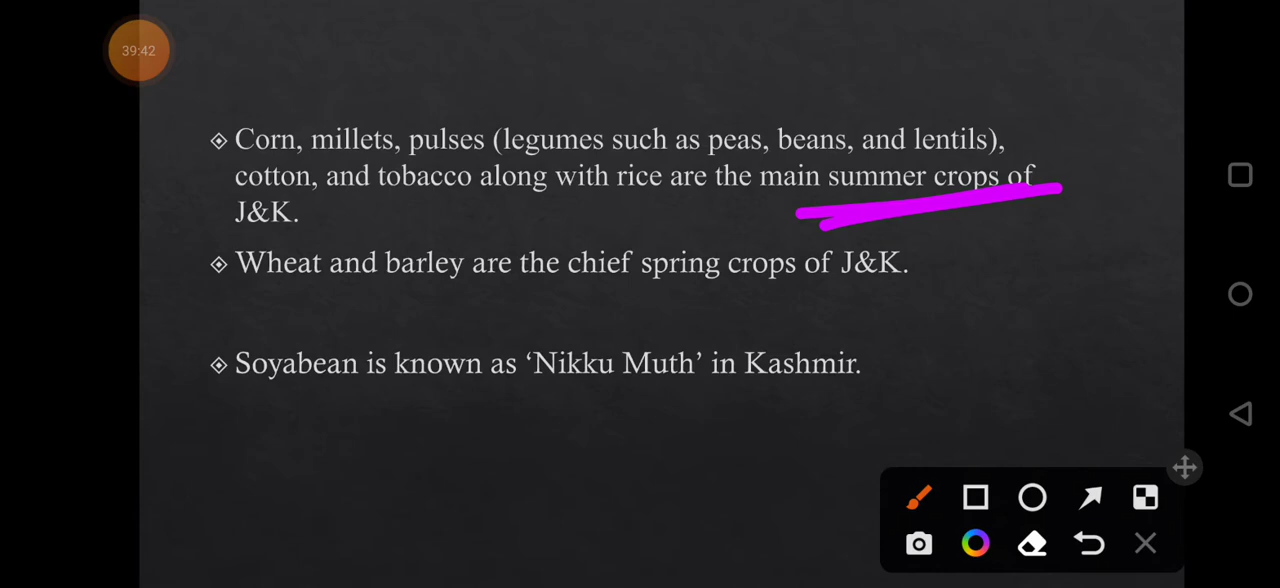 39:42
Corn, millets, pulses (legumes such as peas, beans, and lentils),
cotton, and tobacco along with rice are the main summer crops of
J&K.
Wheat and barley are the chief spring crops of J&K.
Soyabean is known as ‘Nikku Muth’ in Kashmir.